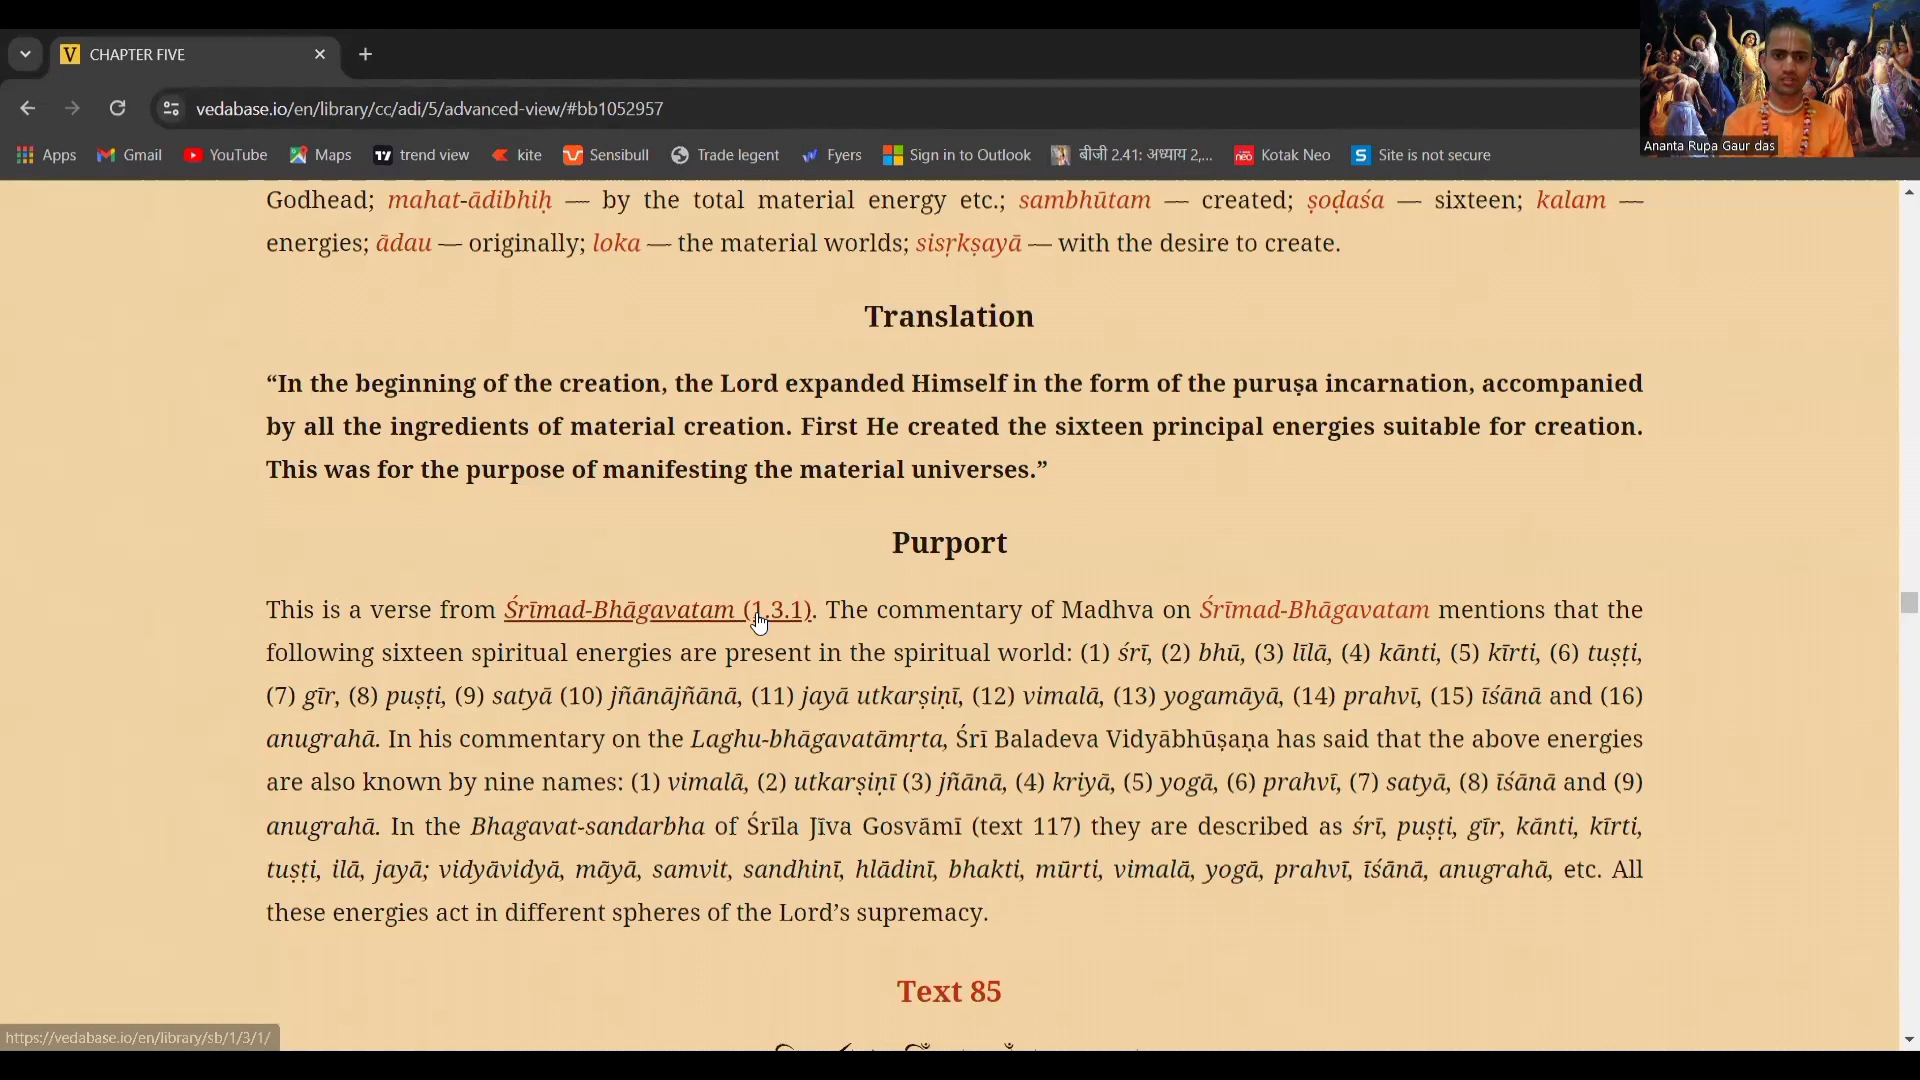 CHAPTER FIVE
vedabase.io/en/library/cc/adi/5/advanced-view/#bb1052957
Apps Gmail YouTube Maps trend view kite Sensibull Trade legent Fyers Sign in to Outlook बीजी 2.41: अध्याय 2,... Kotak Neo Site is not secure
Ananta Rupa Gaur das
Godhead; mahat-ādibhiḥ — by the total material energy etc.; sambhūtam — created; ṣoḍaśa — sixteen; kalam —
energies; ādau — originally; loka — the material worlds; sisṛkṣayā — with the desire to create.
Translation
“In the beginning of the creation, the Lord expanded Himself in the form of the puruṣa incarnation, accompanied
by all the ingredients of material creation. First He created the sixteen principal energies suitable for creation.
This was for the purpose of manifesting the material universes.”
Purport
This is a verse from Śrīmad-Bhāgavatam (1.3.1). The commentary of Madhva on Śrīmad-Bhāgavatam mentions that the
following sixteen spiritual energies are present in the spiritual world: (1) śrī, (2) bhū, (3) līlā, (4) kānti, (5) kīrti, (6) tuṣṭi,
(7) gīr, (8) puṣṭi, (9) satyā (10) jñānājñānā, (11) jayā utkarṣiṇī, (12) vimalā, (13) yogamāyā, (14) prahvī, (15) īśānā and (16)
anugrahā. In his commentary on the Laghu-bhāgavatāmṛta, Śrī Baladeva Vidyābhūṣaṇa has said that the above energies
are also known by nine names: (1) vimalā, (2) utkarṣiṇī (3) jñānā, (4) kriyā, (5) yogā, (6) prahvī, (7) satyā, (8) īśānā and (9)
anugrahā. In the Bhagavat-sandarbha of Śrīla Jīva Gosvāmī (text 117) they are described as śrī, puṣṭi, gīr, kānti, kīrti,
tuṣṭi, ilā, jayā; vidyāvidyā, māyā, samvit, sandhinī, hlādinī, bhakti, mūrti, vimalā, yogā, prahvī, īśānā, anugrahā, etc. All
these energies act in different spheres of the Lord’s supremacy.
Text 85
https://vedabase.io/en/library/sb/1/3/1/